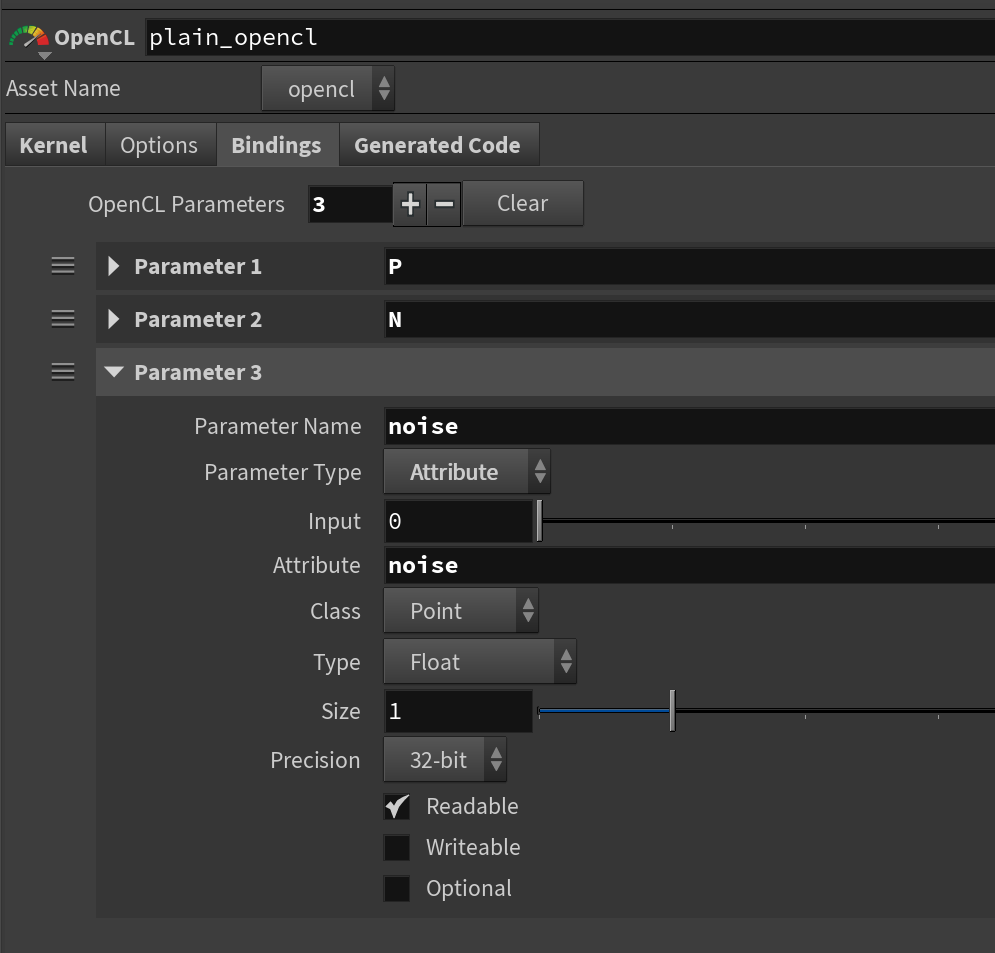 OpenCL plain_opencl
Asset Name opencl
Kernel Options Bindings Generated Code
OpenCL Parameters 3 + − Clear
Parameter 1 P
Parameter 2 N
Parameter 3
Parameter Name noise
Parameter Type Attribute
Input 0
Attribute noise
Class Point
Type Float
Size 1
Precision 32-bit
Readable
Writeable
Optional